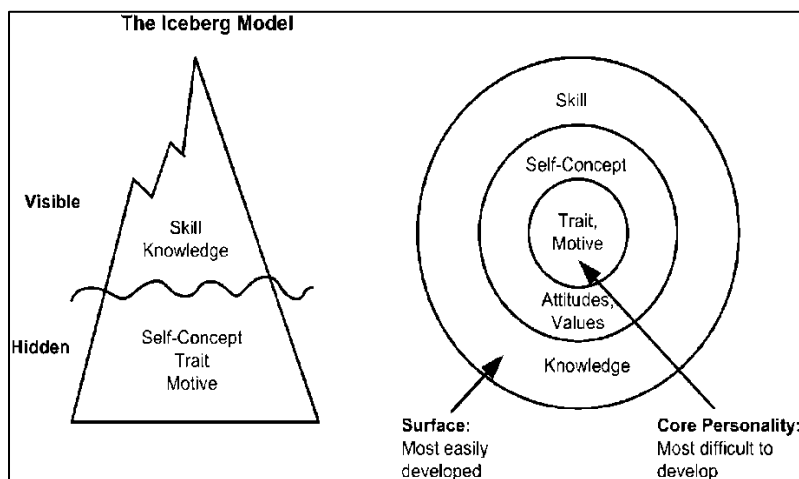 The Iceberg Model
Visible
Skill
Knowledge
Hidden
Self-Concept
Trait
Motive
Skill
Self-Concept
Trait,
Motive
Attitudes,
Values
Knowledge
Surface:
Most easily
developed
Core Personality:
Most difficult to
develop